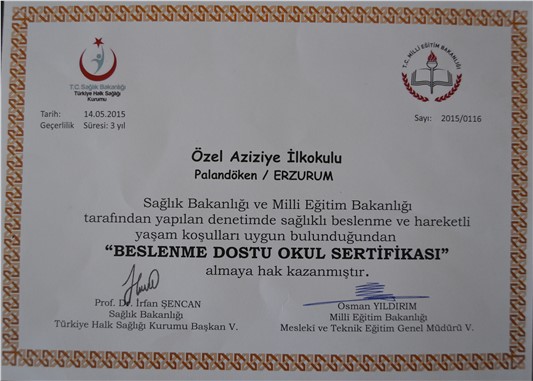 T.C. Sağlık Bakanlığı
Türkiye Halk Sağlığı
Kurumu
T.C. MİLLİ EĞİTİM BAKANLIĞI
Tarih: 14.05.2015
Geçerlilik Süresi: 3 yıl
Sayı: 2015/0116
Özel Aziziye İlkokulu
Palandöken / ERZURUM
Sağlık Bakanlığı ve Milli Eğitim Bakanlığı
tarafından yapılan denetimde sağlıklı beslenme ve hareketli
yaşam koşulları uygun bulunduğundan
“BESLENME DOSTU OKUL SERTİFİKASI”
almaya hak kazanmıştır.
Prof. Dr. İrfan ŞENCAN
Sağlık Bakanlığı
Türkiye Halk Sağlığı Kurumu Başkan V.
Osman YILDIRIM
Milli Eğitim Bakanlığı
Mesleki ve Teknik Eğitim Genel Müdürü V.